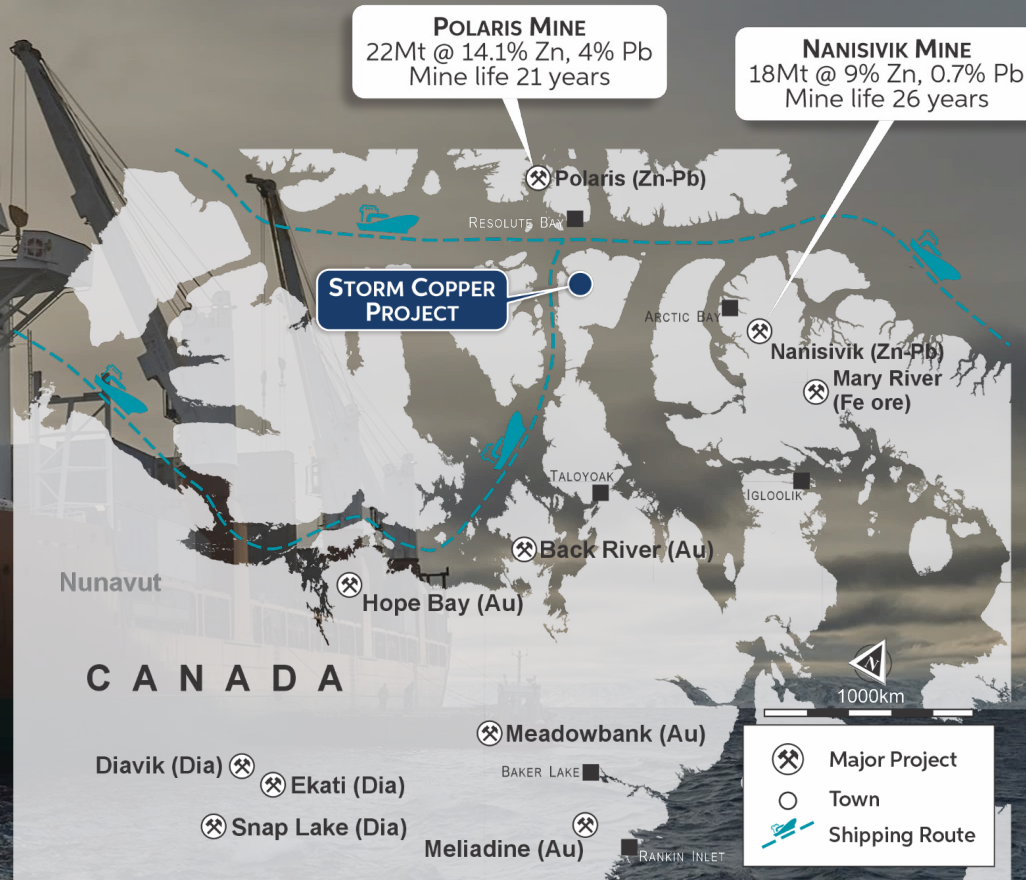 POLARIS MINE
22Mt @ 14.1% Zn, 4% Pb
Mine life 21 years
NANISIVIK MINE
18Mt @ 9% Zn, 0.7% Pb
Mine life 26 years
Polaris (Zn-Pb)
RESOLUTE BAY
STORM COPPER
PROJECT
ARCTIC BAY
Nanisivik (Zn-Pb)
Mary River
(Fe ore)
TALOYOAK
IGLOOLIK
Back River (Au)
Nunavut
Hope Bay (Au)
CANADA
N
1000km
Meadowbank (Au)
Diavik (Dia)
BAKER LAKE
Ekati (Dia)
Snap Lake (Dia)
Meliadine (Au)
RANKIN INLET
Major Project
Town
Shipping Route